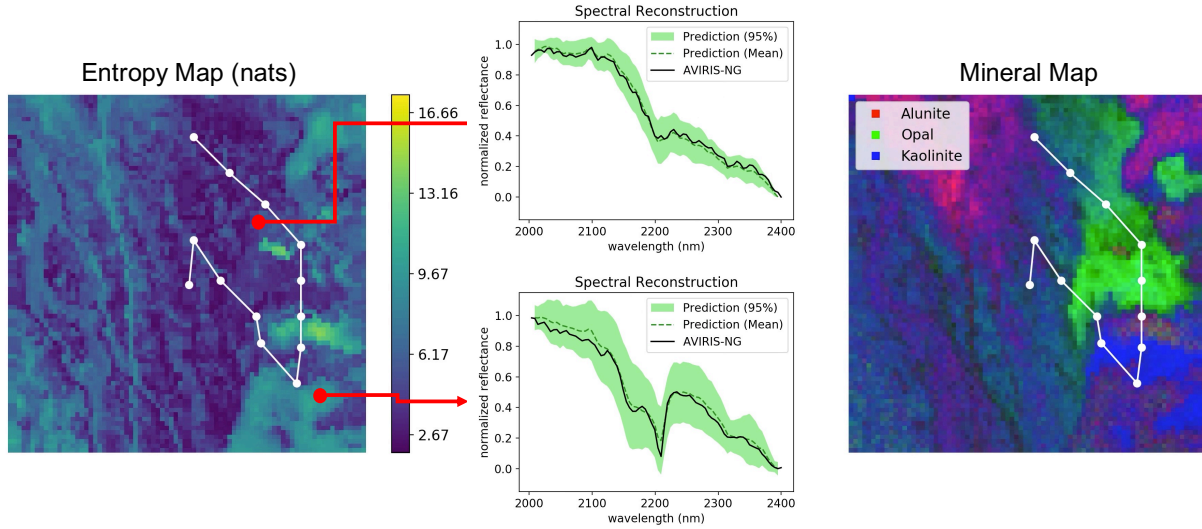 Entropy Map (nats)
16.66
13.16
9.67
6.17
2.67
Spectral Reconstruction
Prediction (95%)
Prediction (Mean)
AVIRIS-NG
normalized reflectance
1.0
0.8
0.6
0.4
0.2
0.0
2000 2100 2200 2300 2400
wavelength (nm)
Spectral Reconstruction
Prediction (95%)
Prediction (Mean)
AVIRIS-NG
normalized reflectance
1.0
0.8
0.6
0.4
0.2
0.0
2000 2100 2200 2300 2400
wavelength (nm)
Mineral Map
Alunite
Opal
Kaolinite